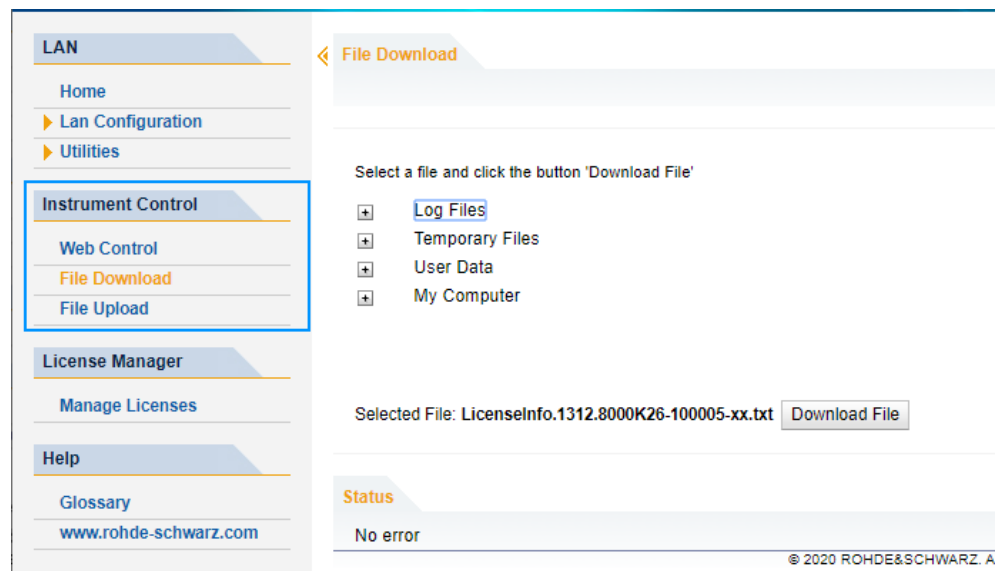 LAN
Home
Lan Configuration
Utilities
Instrument Control
Web Control
File Download
File Upload
License Manager
Manage Licenses
Help
Glossary
www.rohde-schwarz.com
File Download
Select a file and click the button 'Download File'
Log Files
Temporary Files
User Data
My Computer
Selected File: LicenseInfo.1312.8000K26-100005-xx.txt Download File
Status
No error
© 2020 ROHDE&SCHWARZ. A